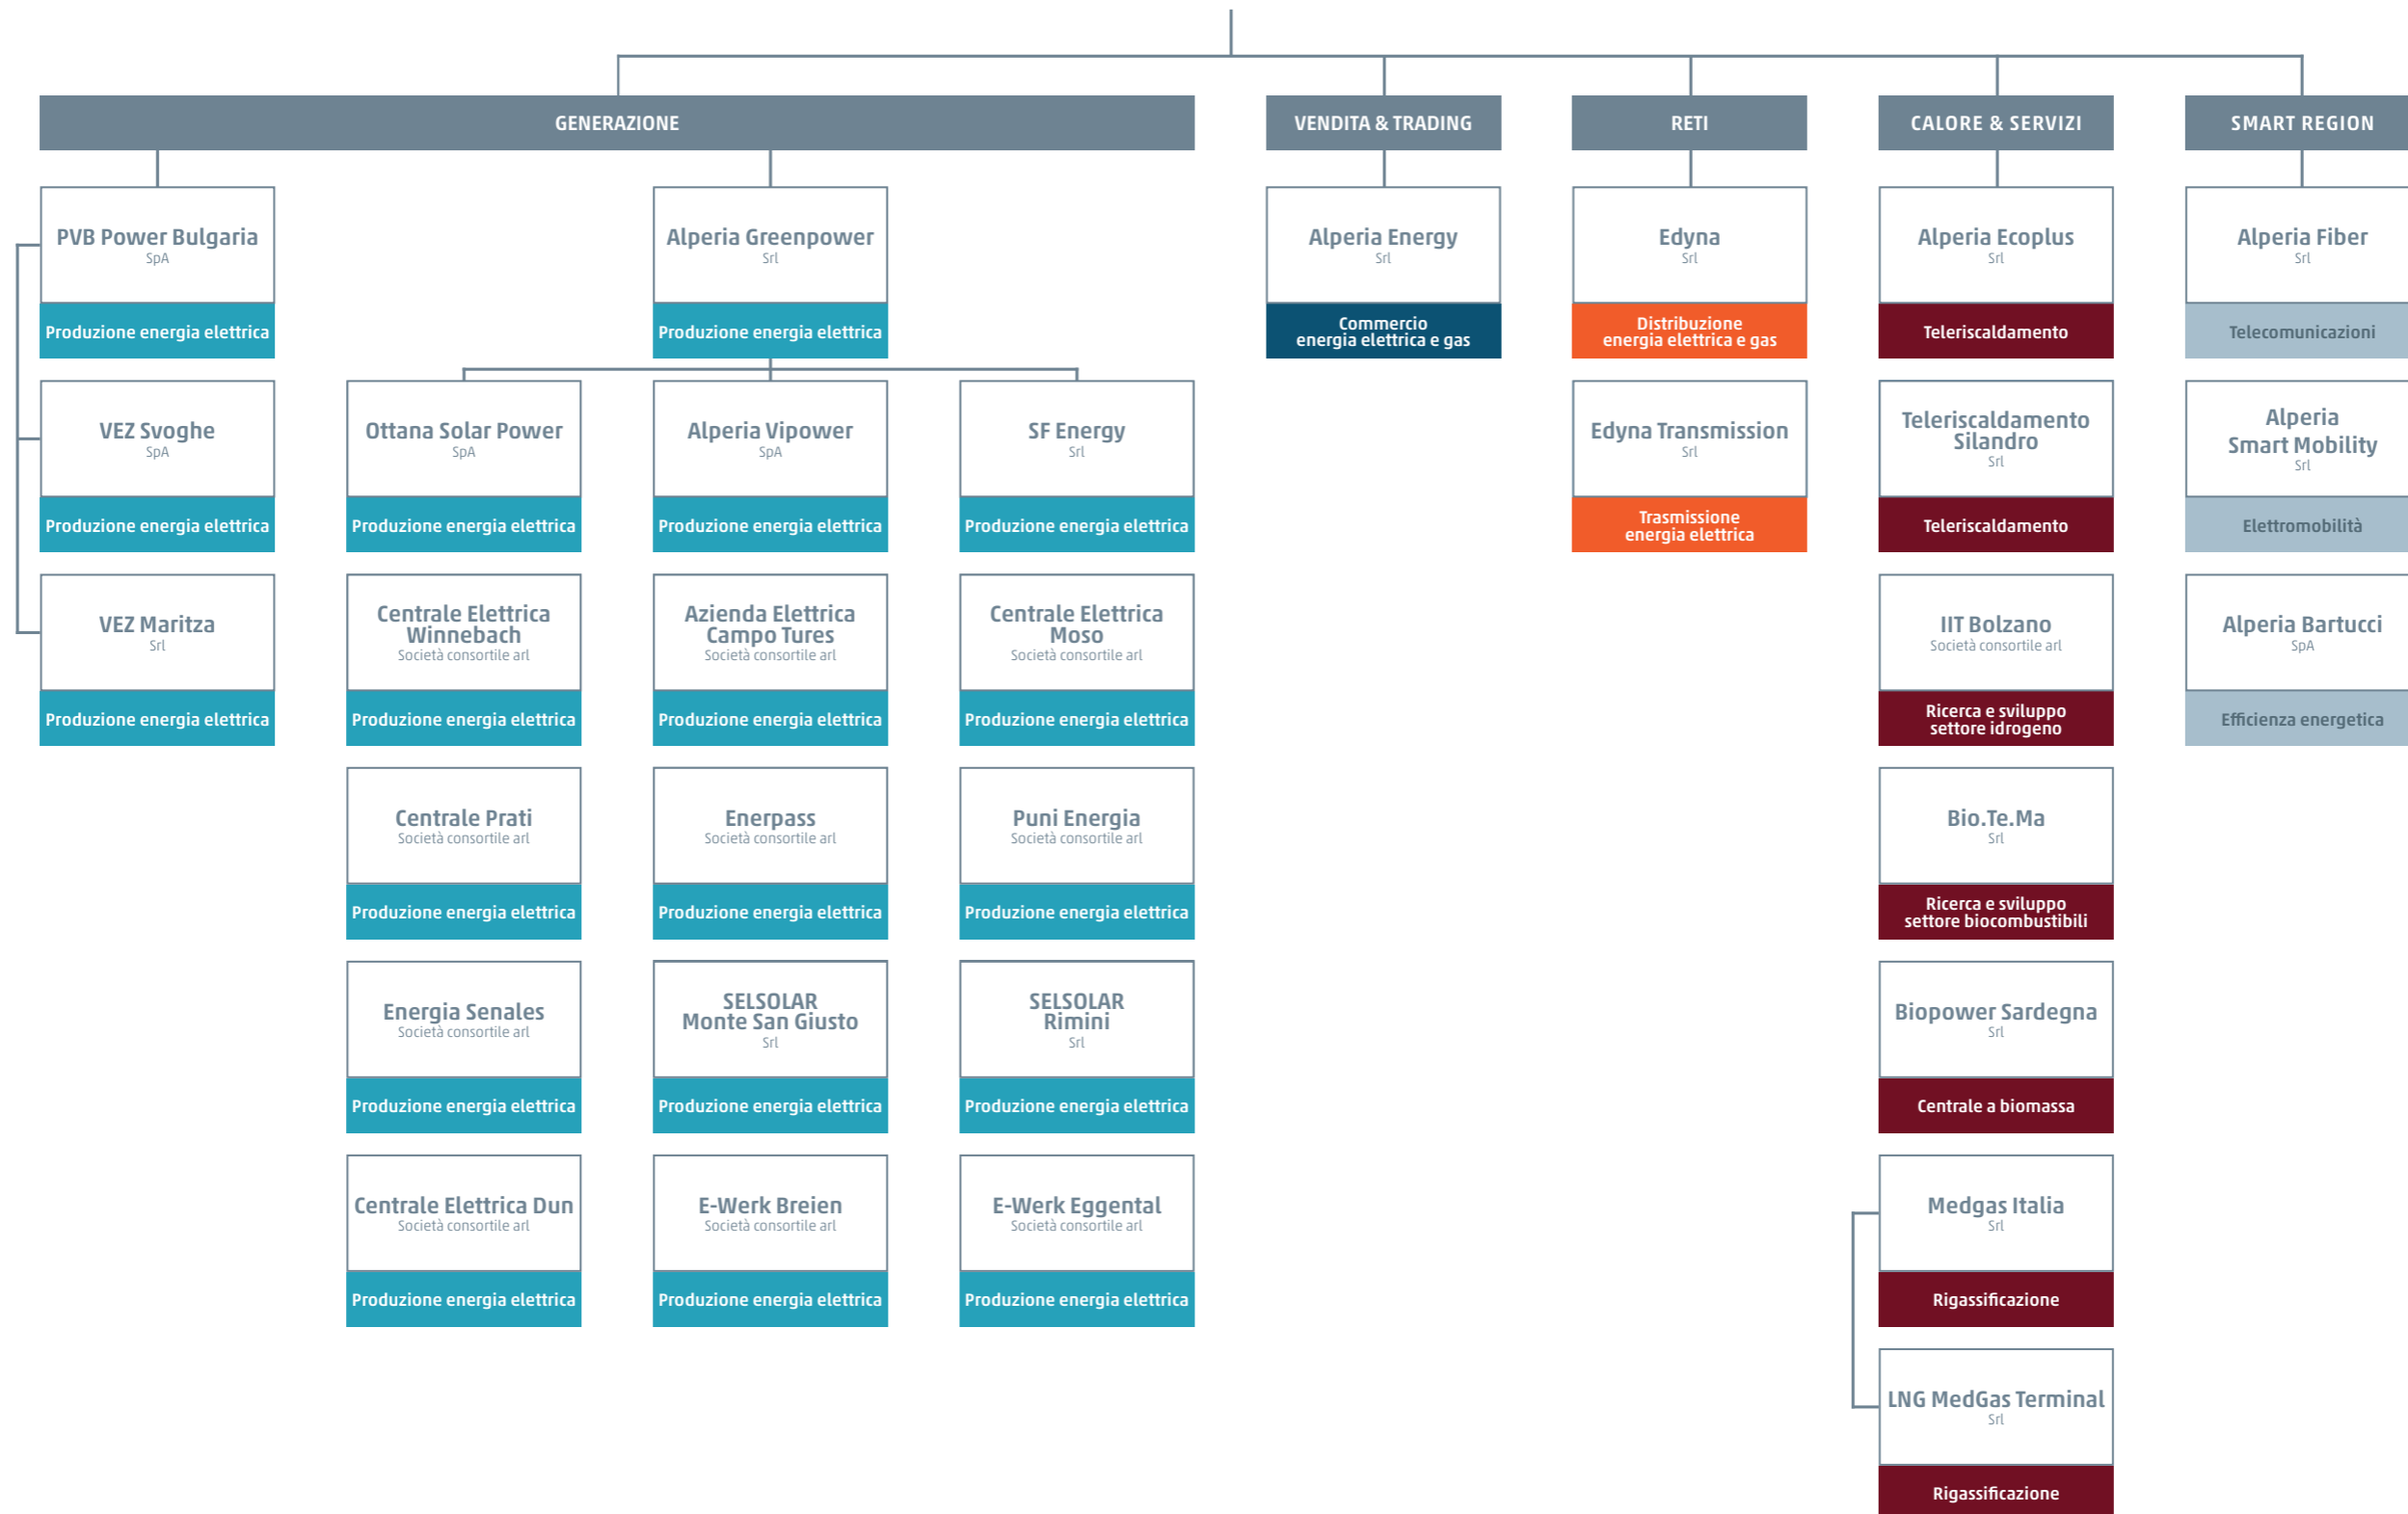 GENERAZIONE
PVB Power Bulgaria
SpA
Produzione energia elettrica
VEZ Svoghe
SpA
Produzione energia elettrica
VEZ Maritza
Srl
Produzione energia elettrica
Alperia Greenpower
Srl
Produzione energia elettrica
Ottana Solar Power
SpA
Produzione energia elettrica
Alperia Vipower
SpA
Produzione energia elettrica
SF Energy
Srl
Produzione energia elettrica
Centrale Elettrica
Winnebach
Società consortile arl
Produzione energia elettrica
Azienda Elettrica
Campo Tures
Società consortile arl
Produzione energia elettrica
Centrale Elettrica
Moso
Società consortile arl
Produzione energia elettrica
Centrale Prati
Società consortile arl
Produzione energia elettrica
Enerpass
Società consortile arl
Produzione energia elettrica
Puni Energia
Società consortile arl
Produzione energia elettrica
Energia Senales
Società consortile arl
Produzione energia elettrica
SELSOLAR
Monte San Giusto
Srl
Produzione energia elettrica
SELSOLAR
Rimini
Srl
Produzione energia elettrica
Centrale Elettrica Dun
Società consortile arl
Produzione energia elettrica
E-Werk Breien
Società consortile arl
Produzione energia elettrica
E-Werk Eggental
Società consortile arl
Produzione energia elettrica
VENDITA & TRADING
Alperia Energy
Srl
Commercio
energia elettrica e gas
RETI
Edyna
Srl
Distribuzione
energia elettrica e gas
Edyna Transmission
Srl
Trasmissione
energia elettrica
CALORE & SERVIZI
Alperia Ecoplus
Srl
Teleriscaldamento
Teleriscaldamento
Silandro
Srl
Teleriscaldamento
IIT Bolzano
Società consortile arl
Ricerca e sviluppo
settore idrogeno
Bio.Te.Ma
Srl
Ricerca e sviluppo
settore biocombustibili
Biopower Sardegna
Srl
Centrale a biomassa
Medgas Italia
Srl
Rigassificazione
LNG MedGas Terminal
Srl
Rigassificazione
SMART REGION
Alperia Fiber
Srl
Telecomunicazioni
Alperia
Smart Mobility
Srl
Elettromobilità
Alperia Bartucci
SpA
Efficienza energetica